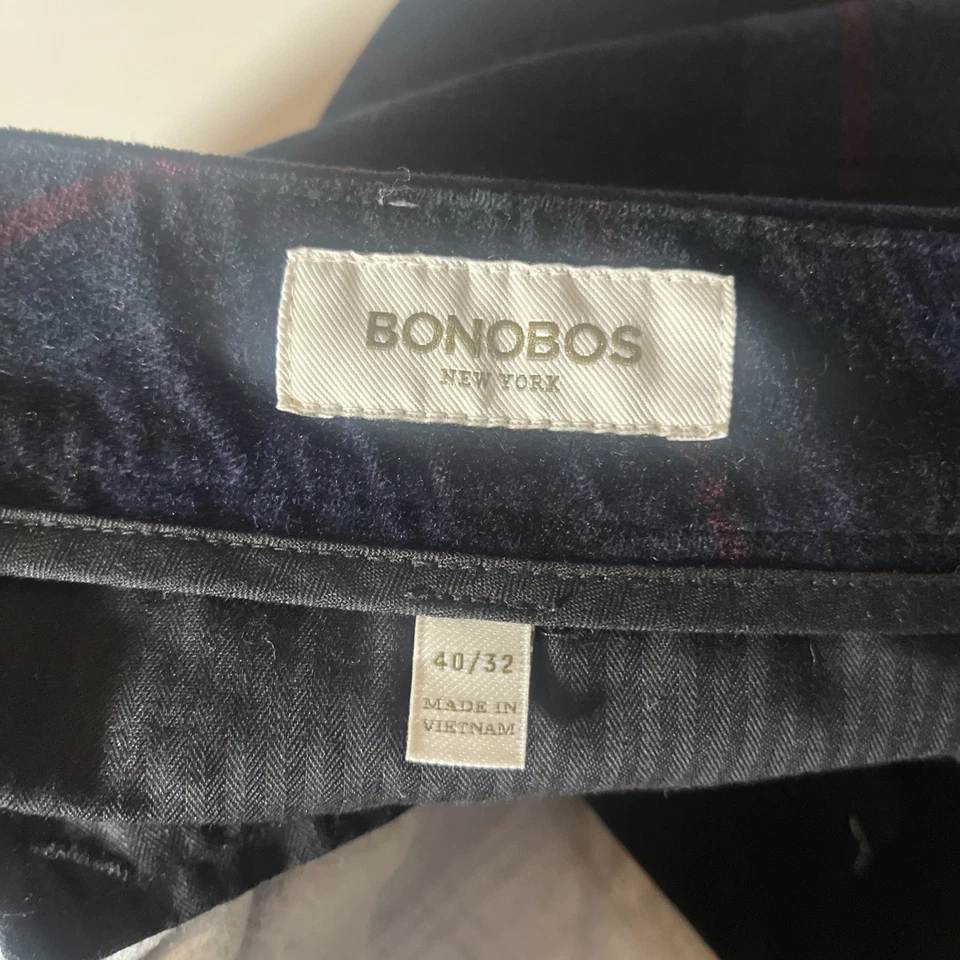 BONOBOS
NEW YORK
40/32
MADE IN
VIETNAM